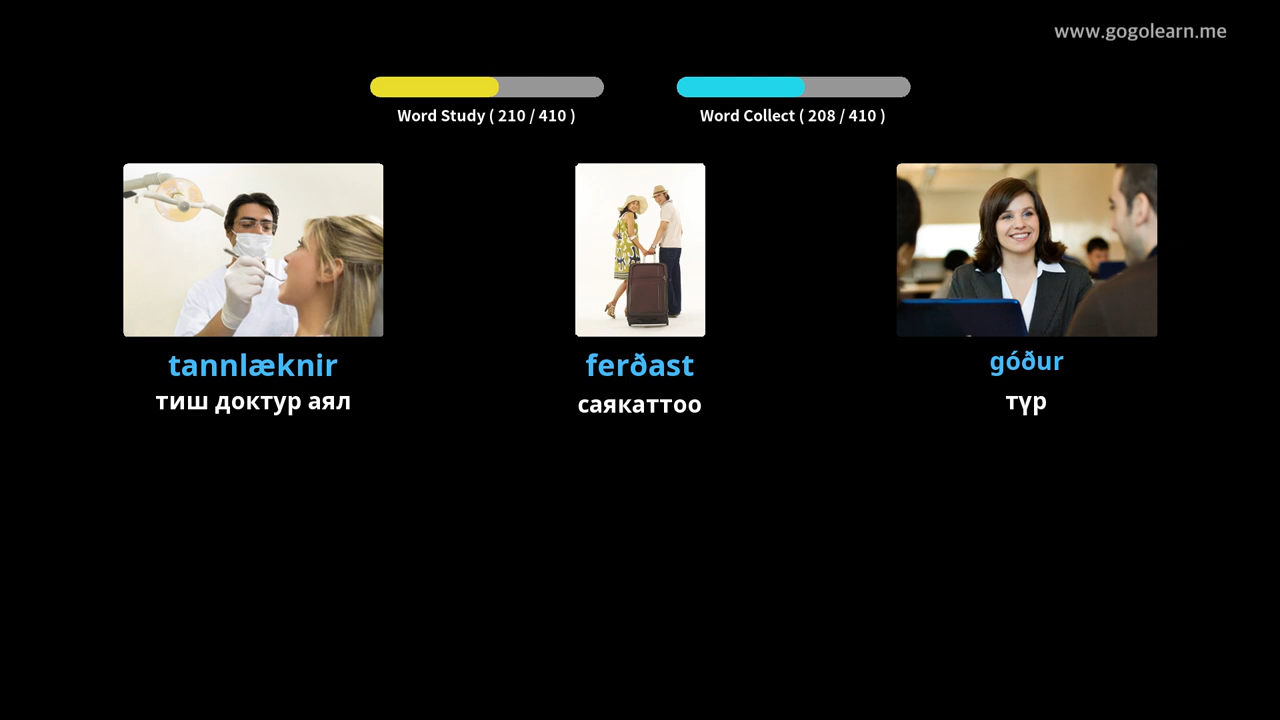 www.gogolearn.me
Word Study ( 210 / 410 )
Word Collect ( 208 / 410 )
tannlæknir
тиш доктур аял
ferðast
саякаттоо
góður
түр